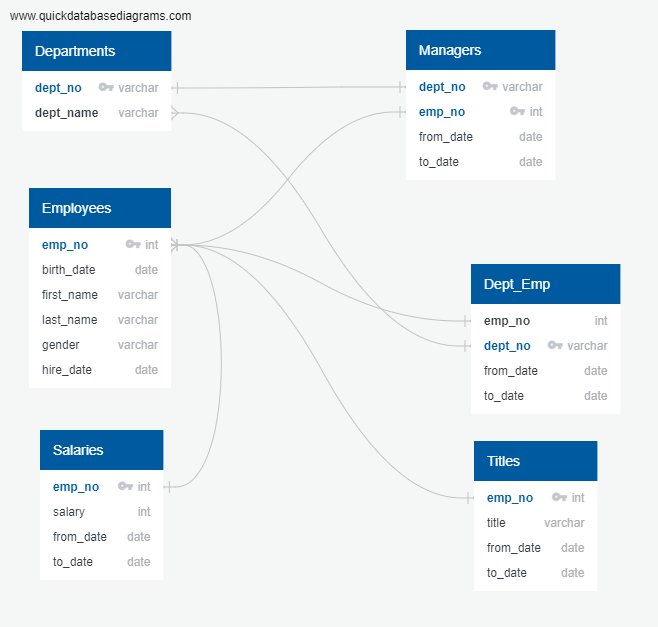 www.quickdatabasediagrams.com
Departments
dept_no varchar
dept_name varchar
Managers
dept_no varchar
emp_no int
from_date date
to_date date
Employees
emp_no int
birth_date date
first_name varchar
last_name varchar
gender varchar
hire_date date
Dept_Emp
emp_no int
dept_no varchar
from_date date
to_date date
Salaries
emp_no int
salary int
from_date date
to_date date
Titles
emp_no int
title varchar
from_date date
to_date date